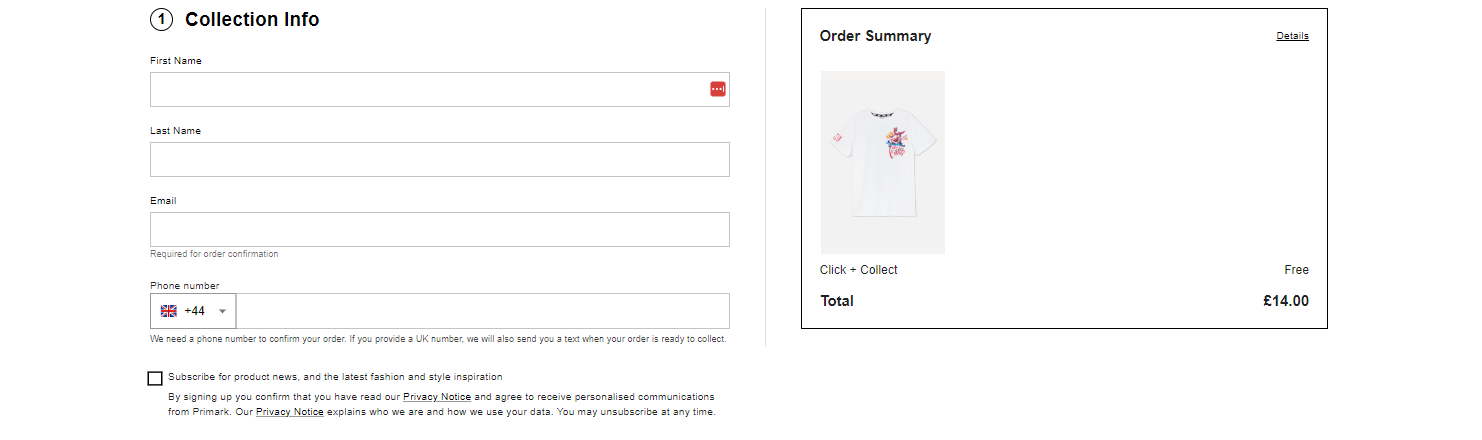 1 Collection Info
First Name
Last Name
Email
Required for order confirmation
Phone number
+44
We need a phone number to confirm your order. If you provide a UK number, we will also send you a text when your order is ready to collect.
Subscribe for product news, and the latest fashion and style inspiration
By signing up you confirm that you have read our Privacy Notice and agree to receive personalised communications
from Primark. Our Privacy Notice explains who we are and how we use your data. You may unsubscribe at any time.
Order Summary
Details
Click + Collect
Free
Total
£14.00